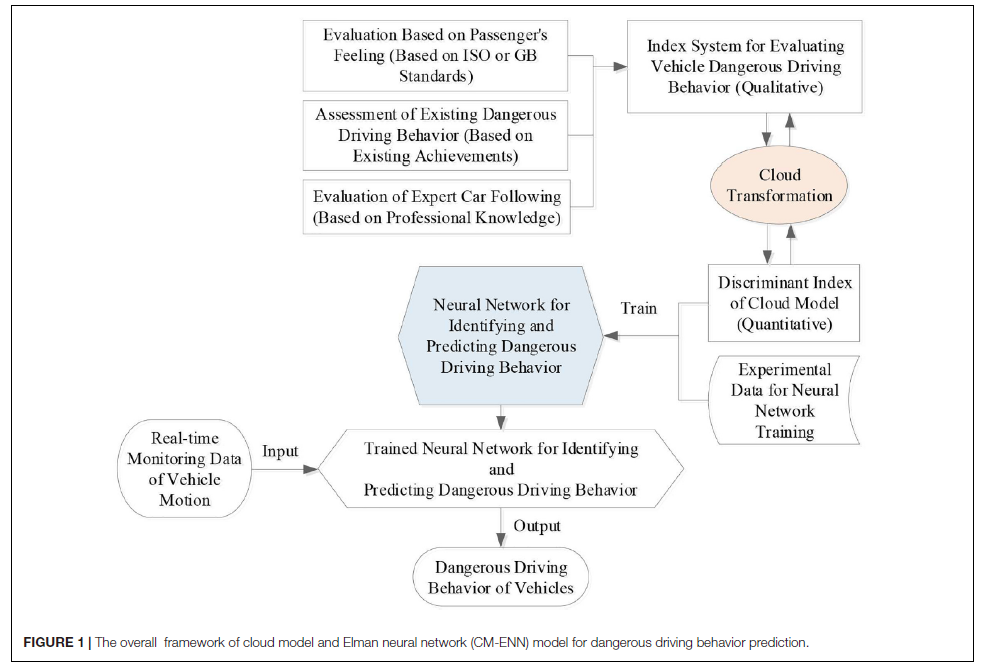 Evaluation Based on Passenger's
Feeling (Based on ISO or GB
Standards)
Index System for Evaluating
Vehicle Dangerous Driving
Behavior (Qualitative)
Assessment of Existing Dangerous
Driving Behavior (Based on
Existing Achievements)
Evaluation of Expert Car Following
(Based on Professional Knowledge)
Cloud
Transformation
Discriminant Index
of Cloud Model
(Quantitative)
Train
Neural Network for
Identifying and
Predicting Dangerous
Driving Behavior
Experimental
Data for Neural
Network
Training
Real-time
Monitoring Data
of Vehicle
Motion
Input
Trained Neural Network for Identifying
and
Predicting Dangerous Driving Behavior
Output
Dangerous Driving
Behavior of Vehicles
FIGURE 1 | The overall framework of cloud model and Elman neural network (CM-ENN) model for dangerous driving behavior prediction.